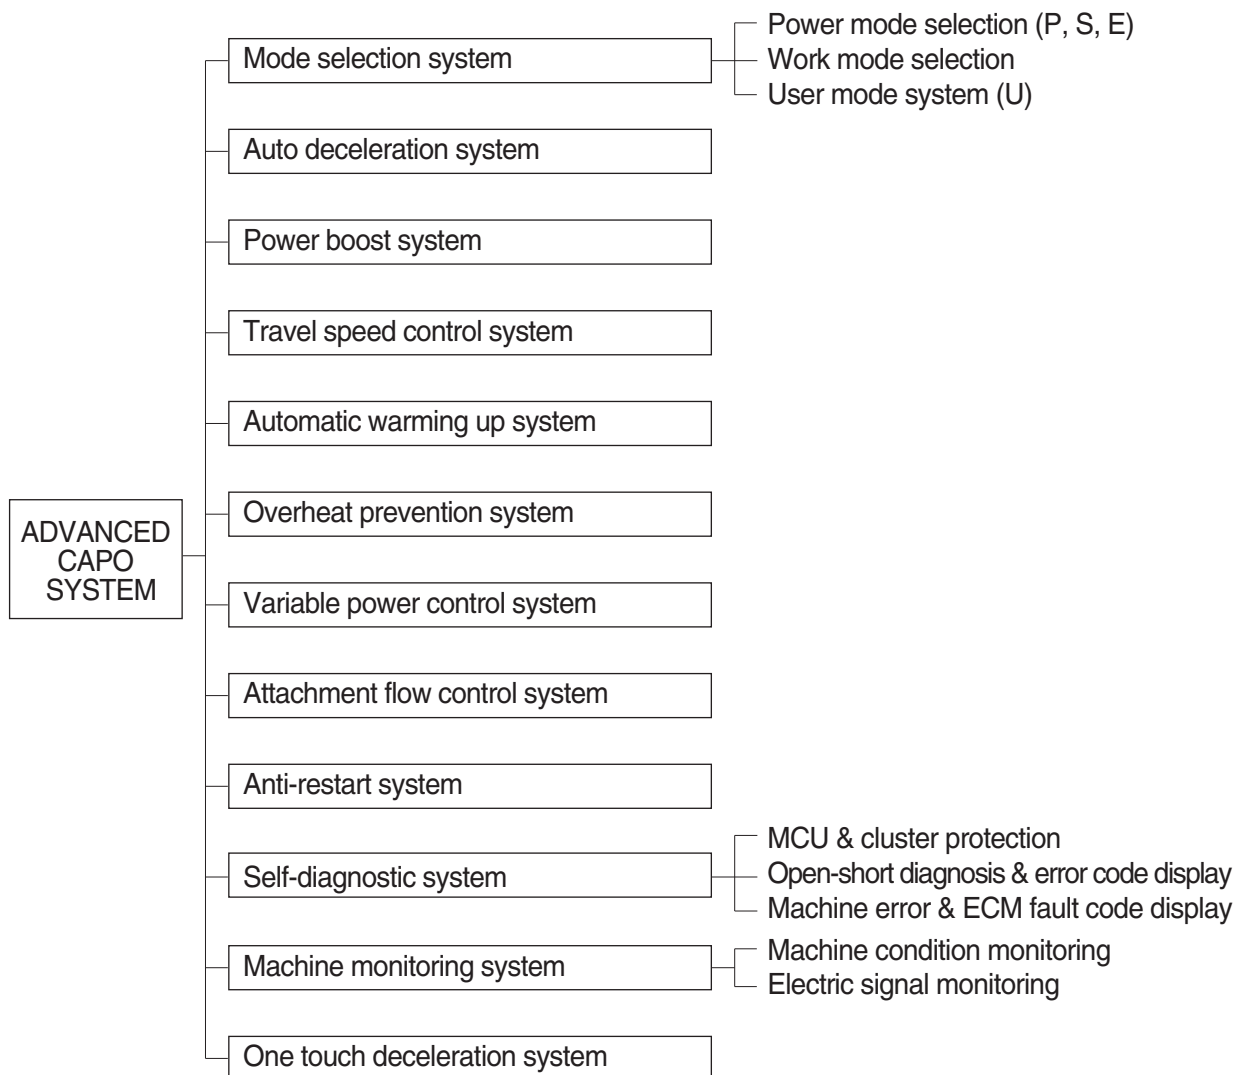 Power mode selection (P, S, E)
Mode selection system
Work mode selection
User mode system (U)
Auto deceleration system
Power boost system
Travel speed control system
Automatic warming up system
Overheat prevention system
ADVANCED
CAPO
SYSTEM
Variable power control system
Attachment flow control system
Anti-restart system
MCU & cluster protection
Self-diagnostic system
Open-short diagnosis & error code display
Machine error & ECM fault code display
Machine monitoring system
Machine condition monitoring
Electric signal monitoring
One touch deceleration system